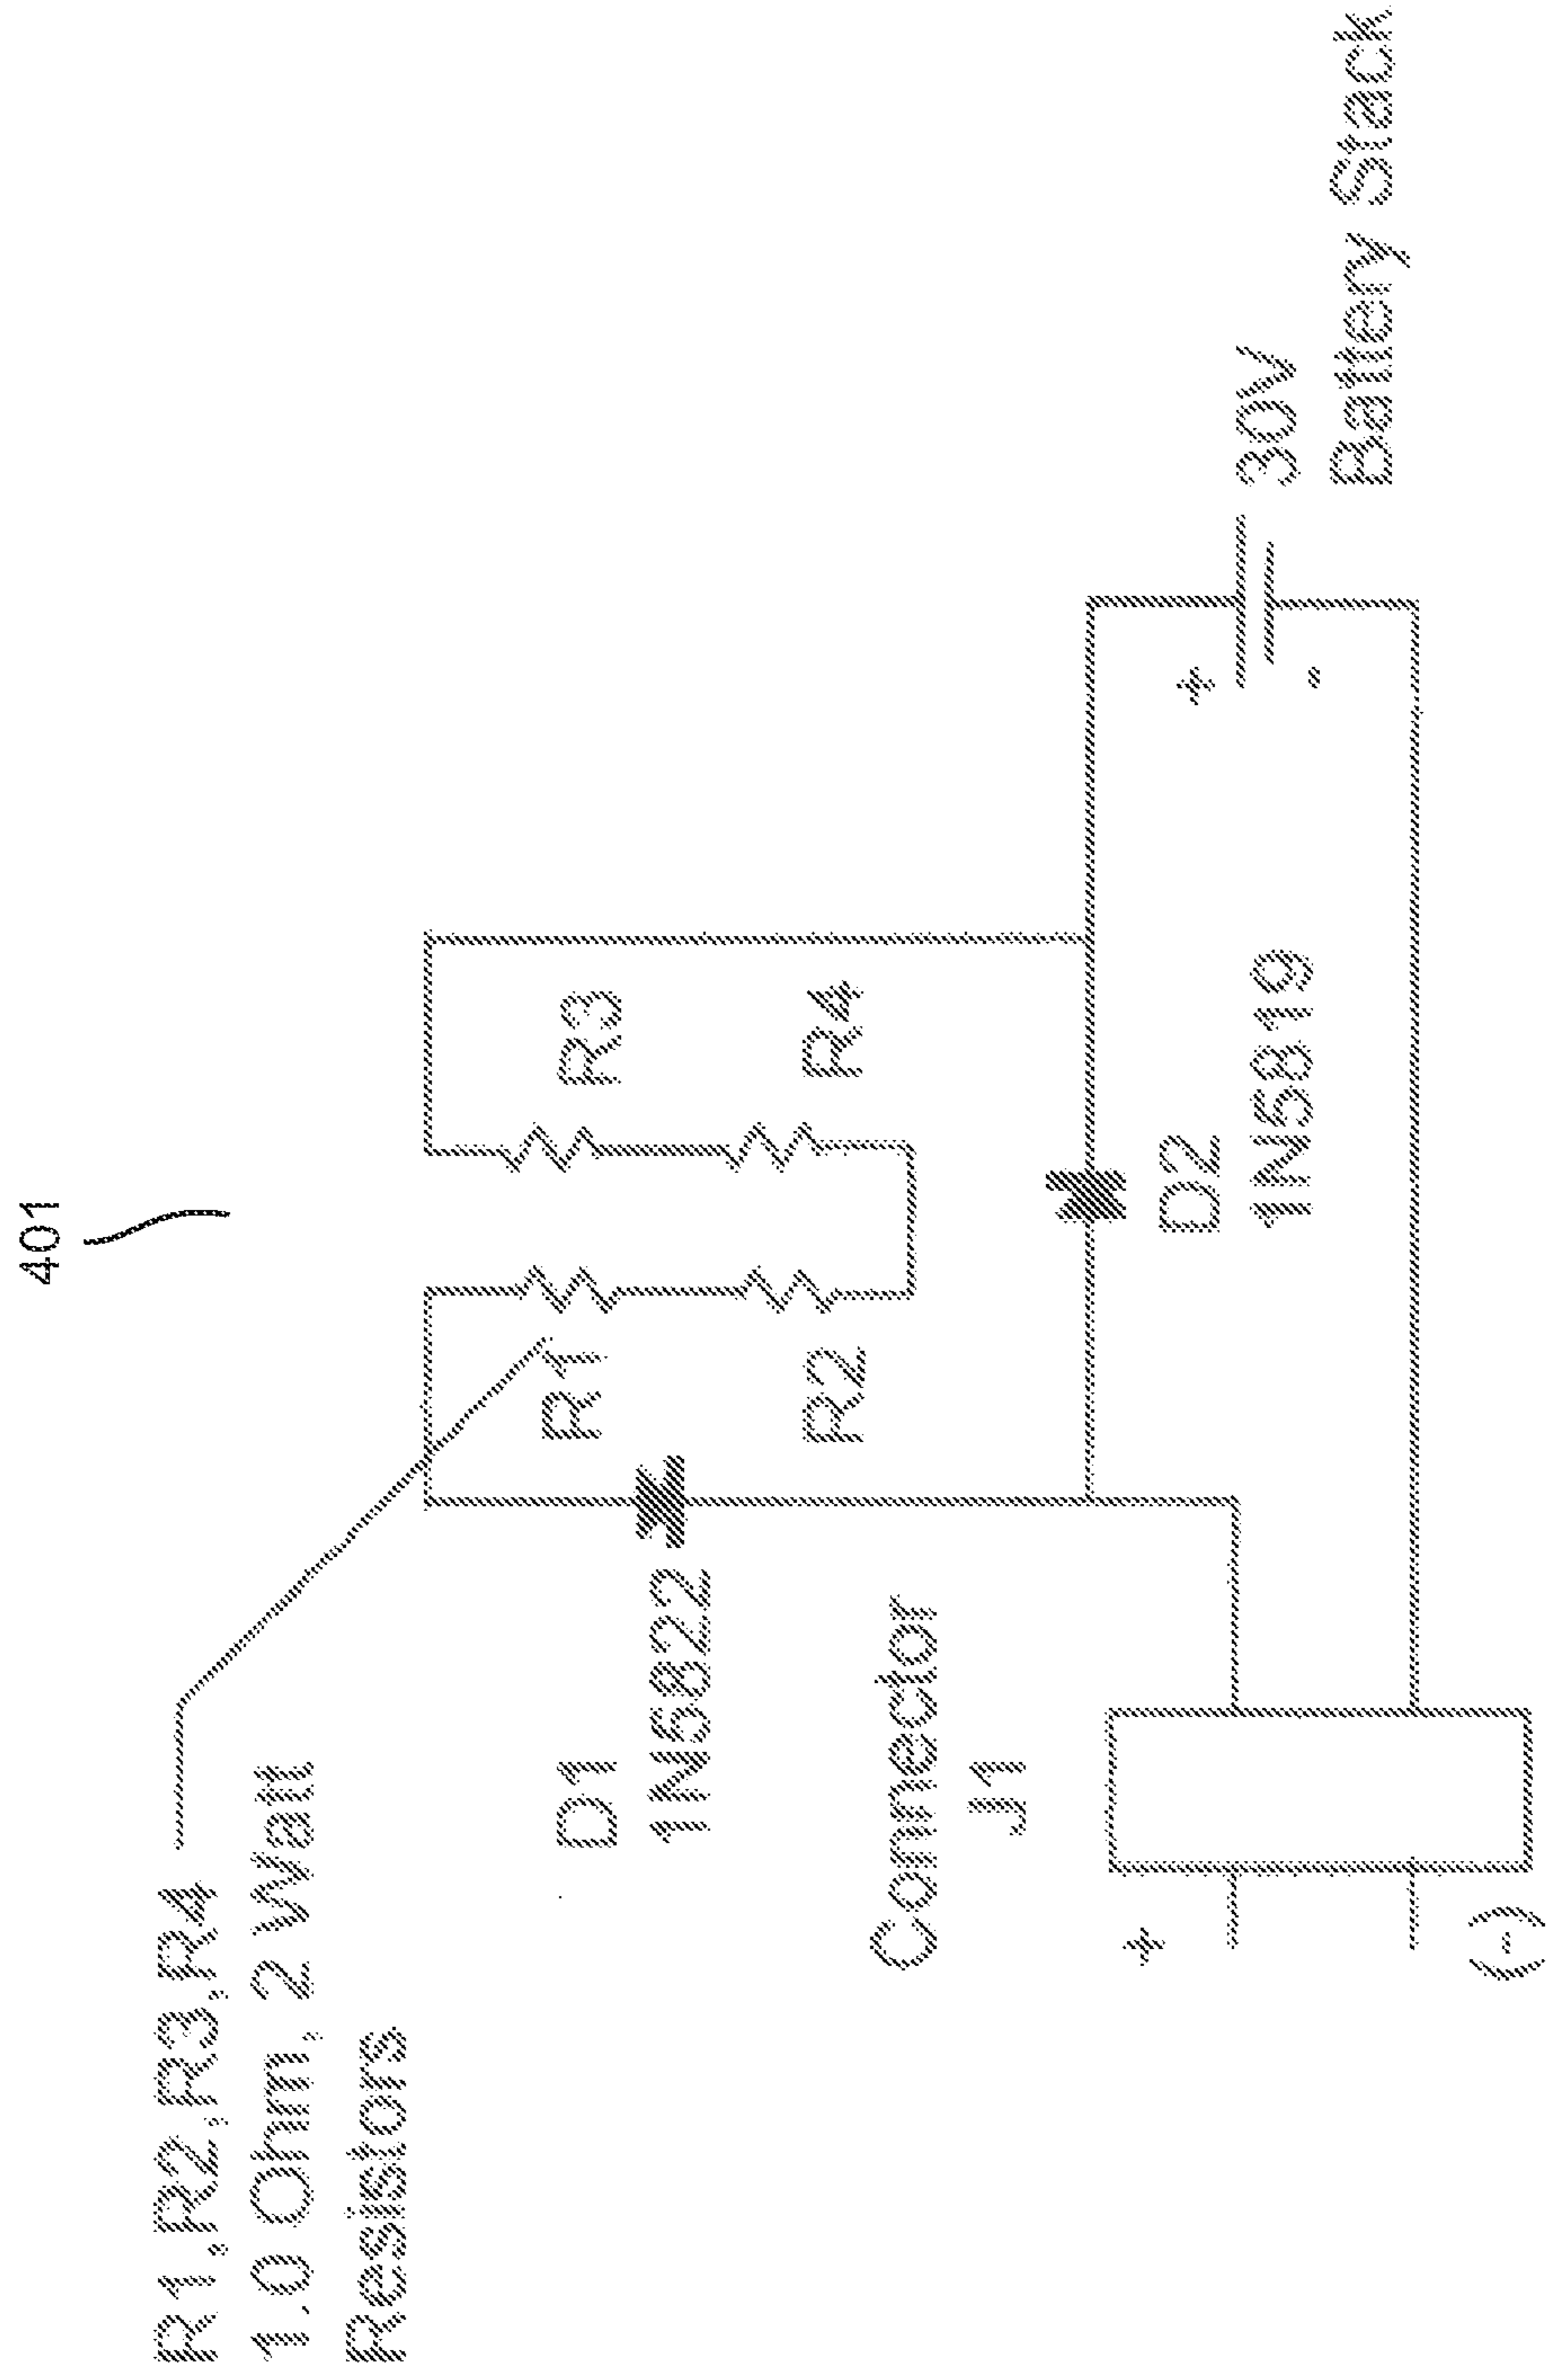 401
R1,R2,R3,R4
1.0 Ohm, 2 Watt
Resistors
R1
R3
D1
1N5822
R2
R4
Connector
J1
D2
1N5819
+
(-)
+
-
30V
Battery Stack